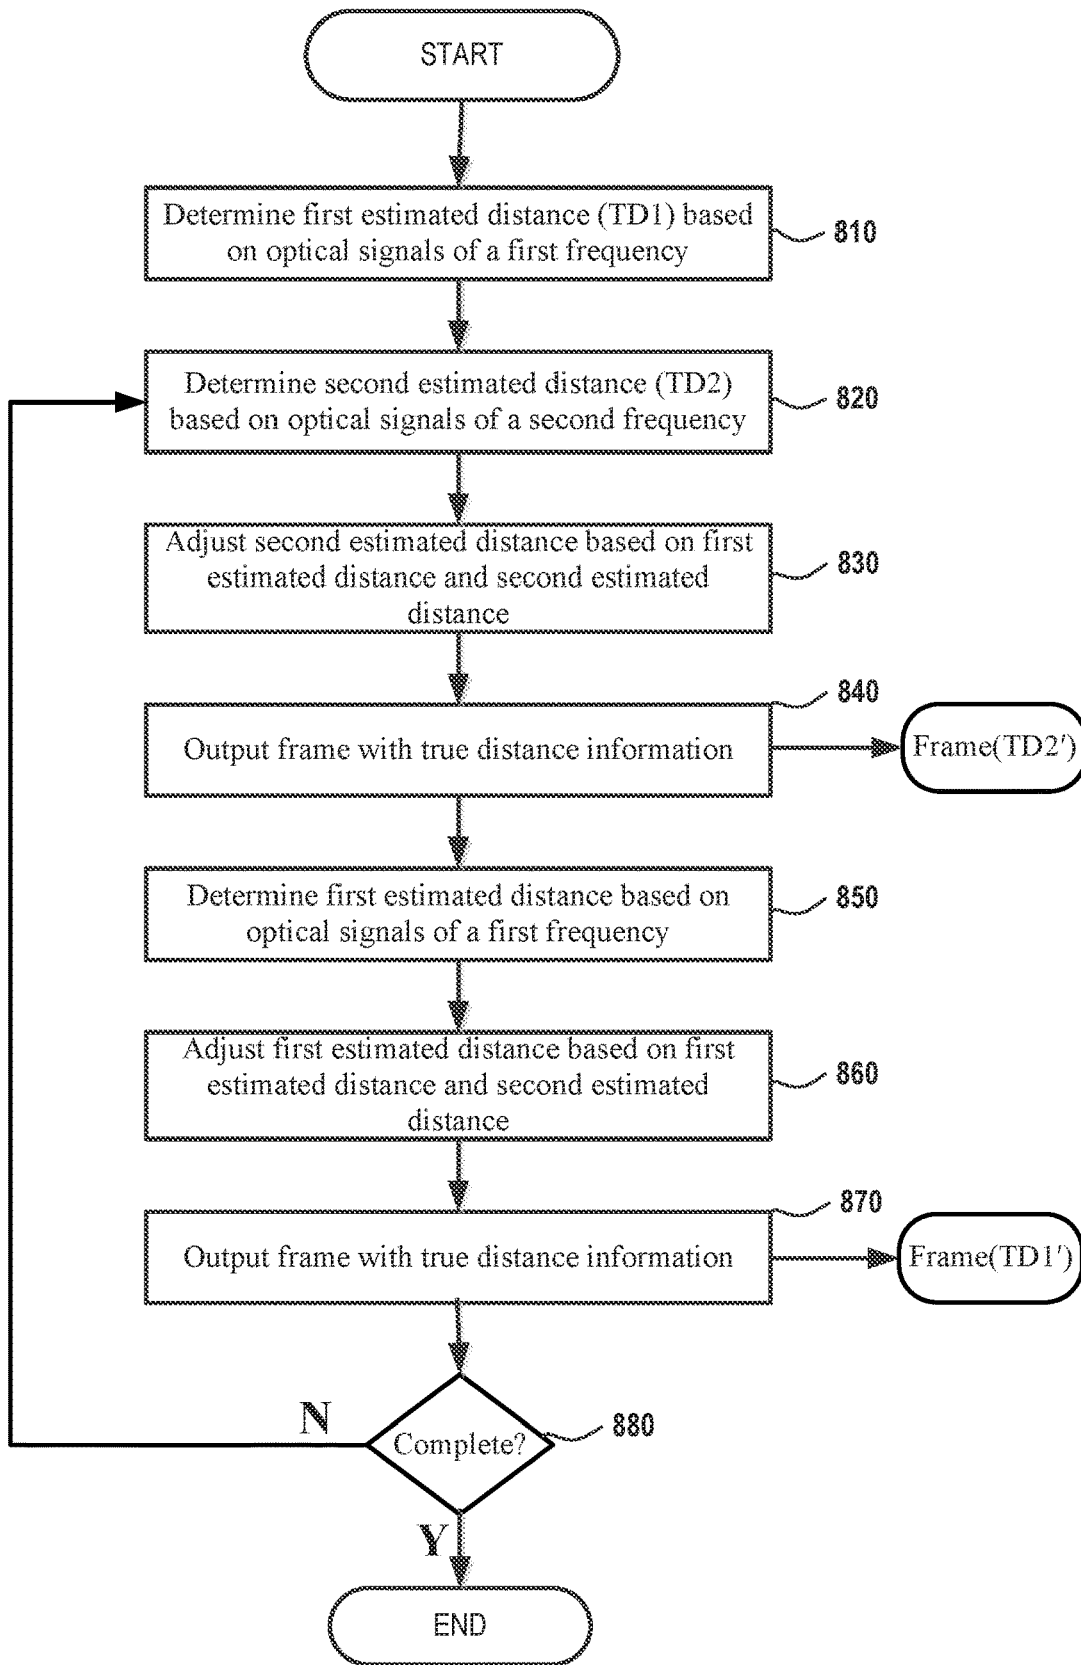 START
Determine first estimated distance (TD1) based
on optical signals of a first frequency
810
Determine second estimated distance (TD2)
based on optical signals of a second frequency
820
Adjust second estimated distance based on first
estimated distance and second estimated
distance
830
840
Output frame with true distance information
Frame(TD2′)
Determine first estimated distance based on
optical signals of a first frequency
850
Adjust first estimated distance based on first
estimated distance and second estimated
distance
860
870
Output frame with true distance information
Frame(TD1′)
N
Complete?
880
Y
END